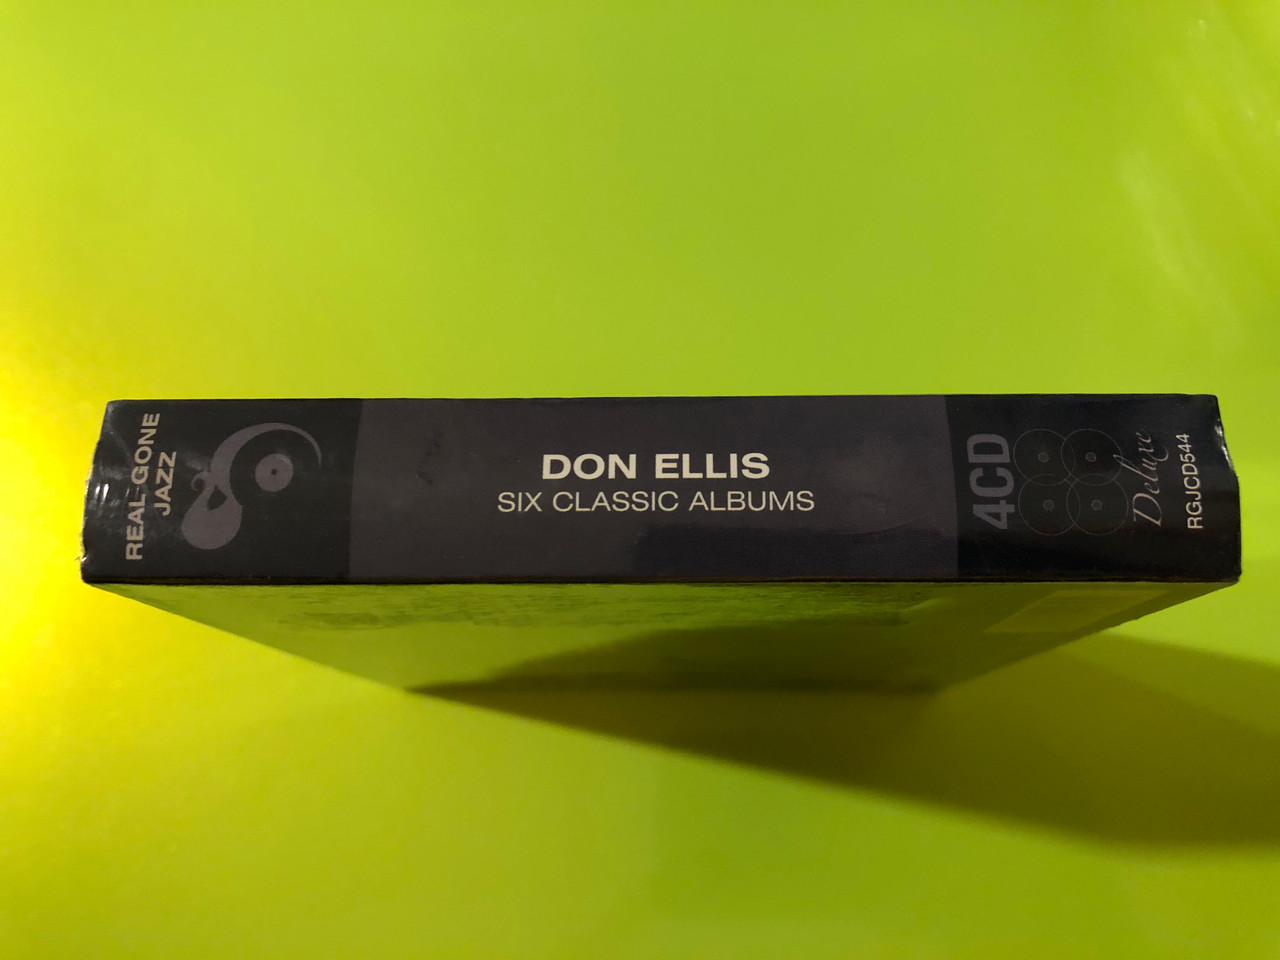 REAL GONE
JAZZ
DON ELLIS
SIX CLASSIC ALBUMS
4CD
Deluxe
RGJCD544